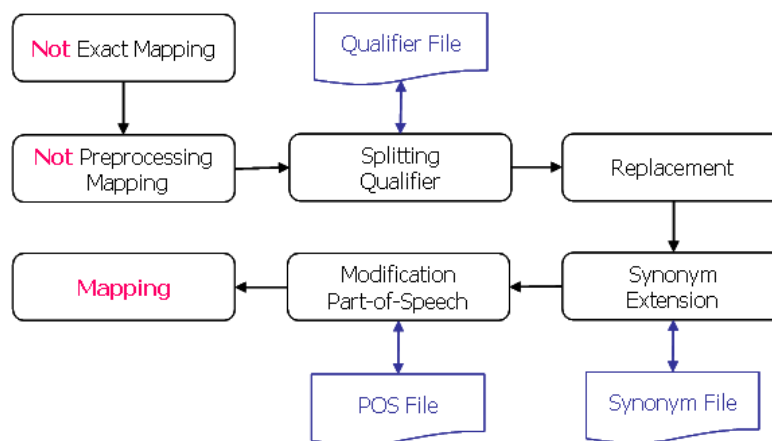 Not Exact Mapping
Qualifier File
Not Preprocessing
Mapping
Splitting
Qualifier
Replacement
Mapping
Modification
Part-of-Speech
Synonym
Extension
POS File
Synonym File